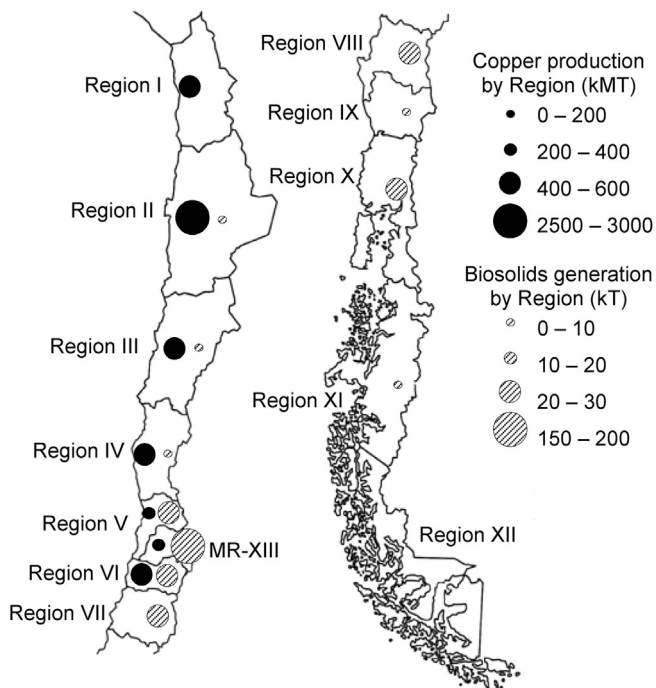 Region I
Region II
Region III
Region IV
Region V
MR-XIII
Region VI
Region VII
Region VIII
Region IX
Region X
Region XI
Region XII
Copper production
by Region (kMT)
0 – 200
200 – 400
400 – 600
2500 – 3000
Biosolids generation
by Region (kT)
0 – 10
10 – 20
20 – 30
150 – 200